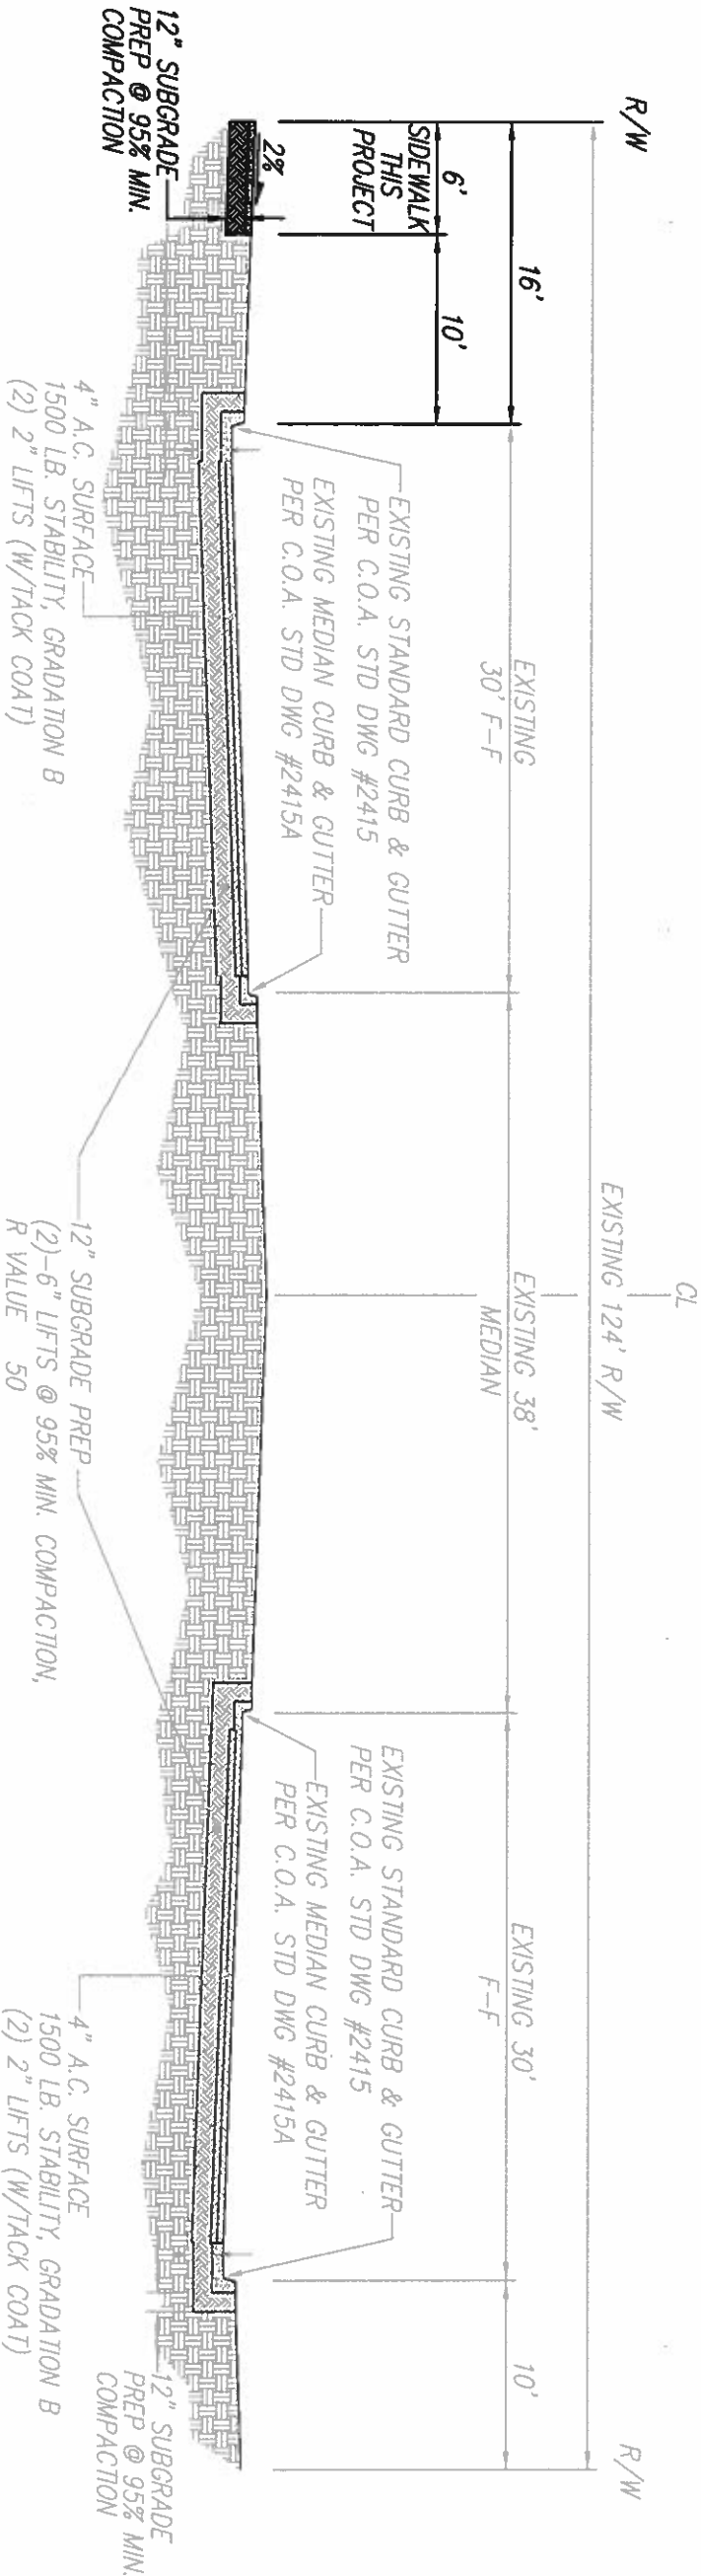 CL
R/W
EXISTING 124' R/W
R/W
16'
EXISTING
30' F-F
EXISTING 38'
MEDIAN
EXISTING 30'
F-F
10'
6'
10'
SIDEWALK
THIS
PROJECT
EXISTING STANDARD CURB & GUTTER
PER C.O.A. STD DWG #2415
EXISTING MEDIAN CURB & GUTTER
PER C.O.A. STD DWG #2415A
EXISTING STANDARD CURB & GUTTER
PER C.O.A. STD DWG #2415
EXISTING MEDIAN CURB & GUTTER
PER C.O.A. STD DWG #2415A
2%
12" SUBGRADE
PREP @ 95% MIN.
COMPACTION
4" A.C. SURFACE
1500 LB. STABILITY, GRADATION B
(2) 2" LIFTS (W/TACK COAT)
12" SUBGRADE PREP
(2)-6" LIFTS @ 95% MIN. COMPACTION,
R VALUE 50
4" A.C. SURFACE
1500 LB. STABILITY, GRADATION B
(2) 2" LIFTS (W/TACK COAT)
12" SUBGRADE
PREP @ 95% MIN.
COMPACTION